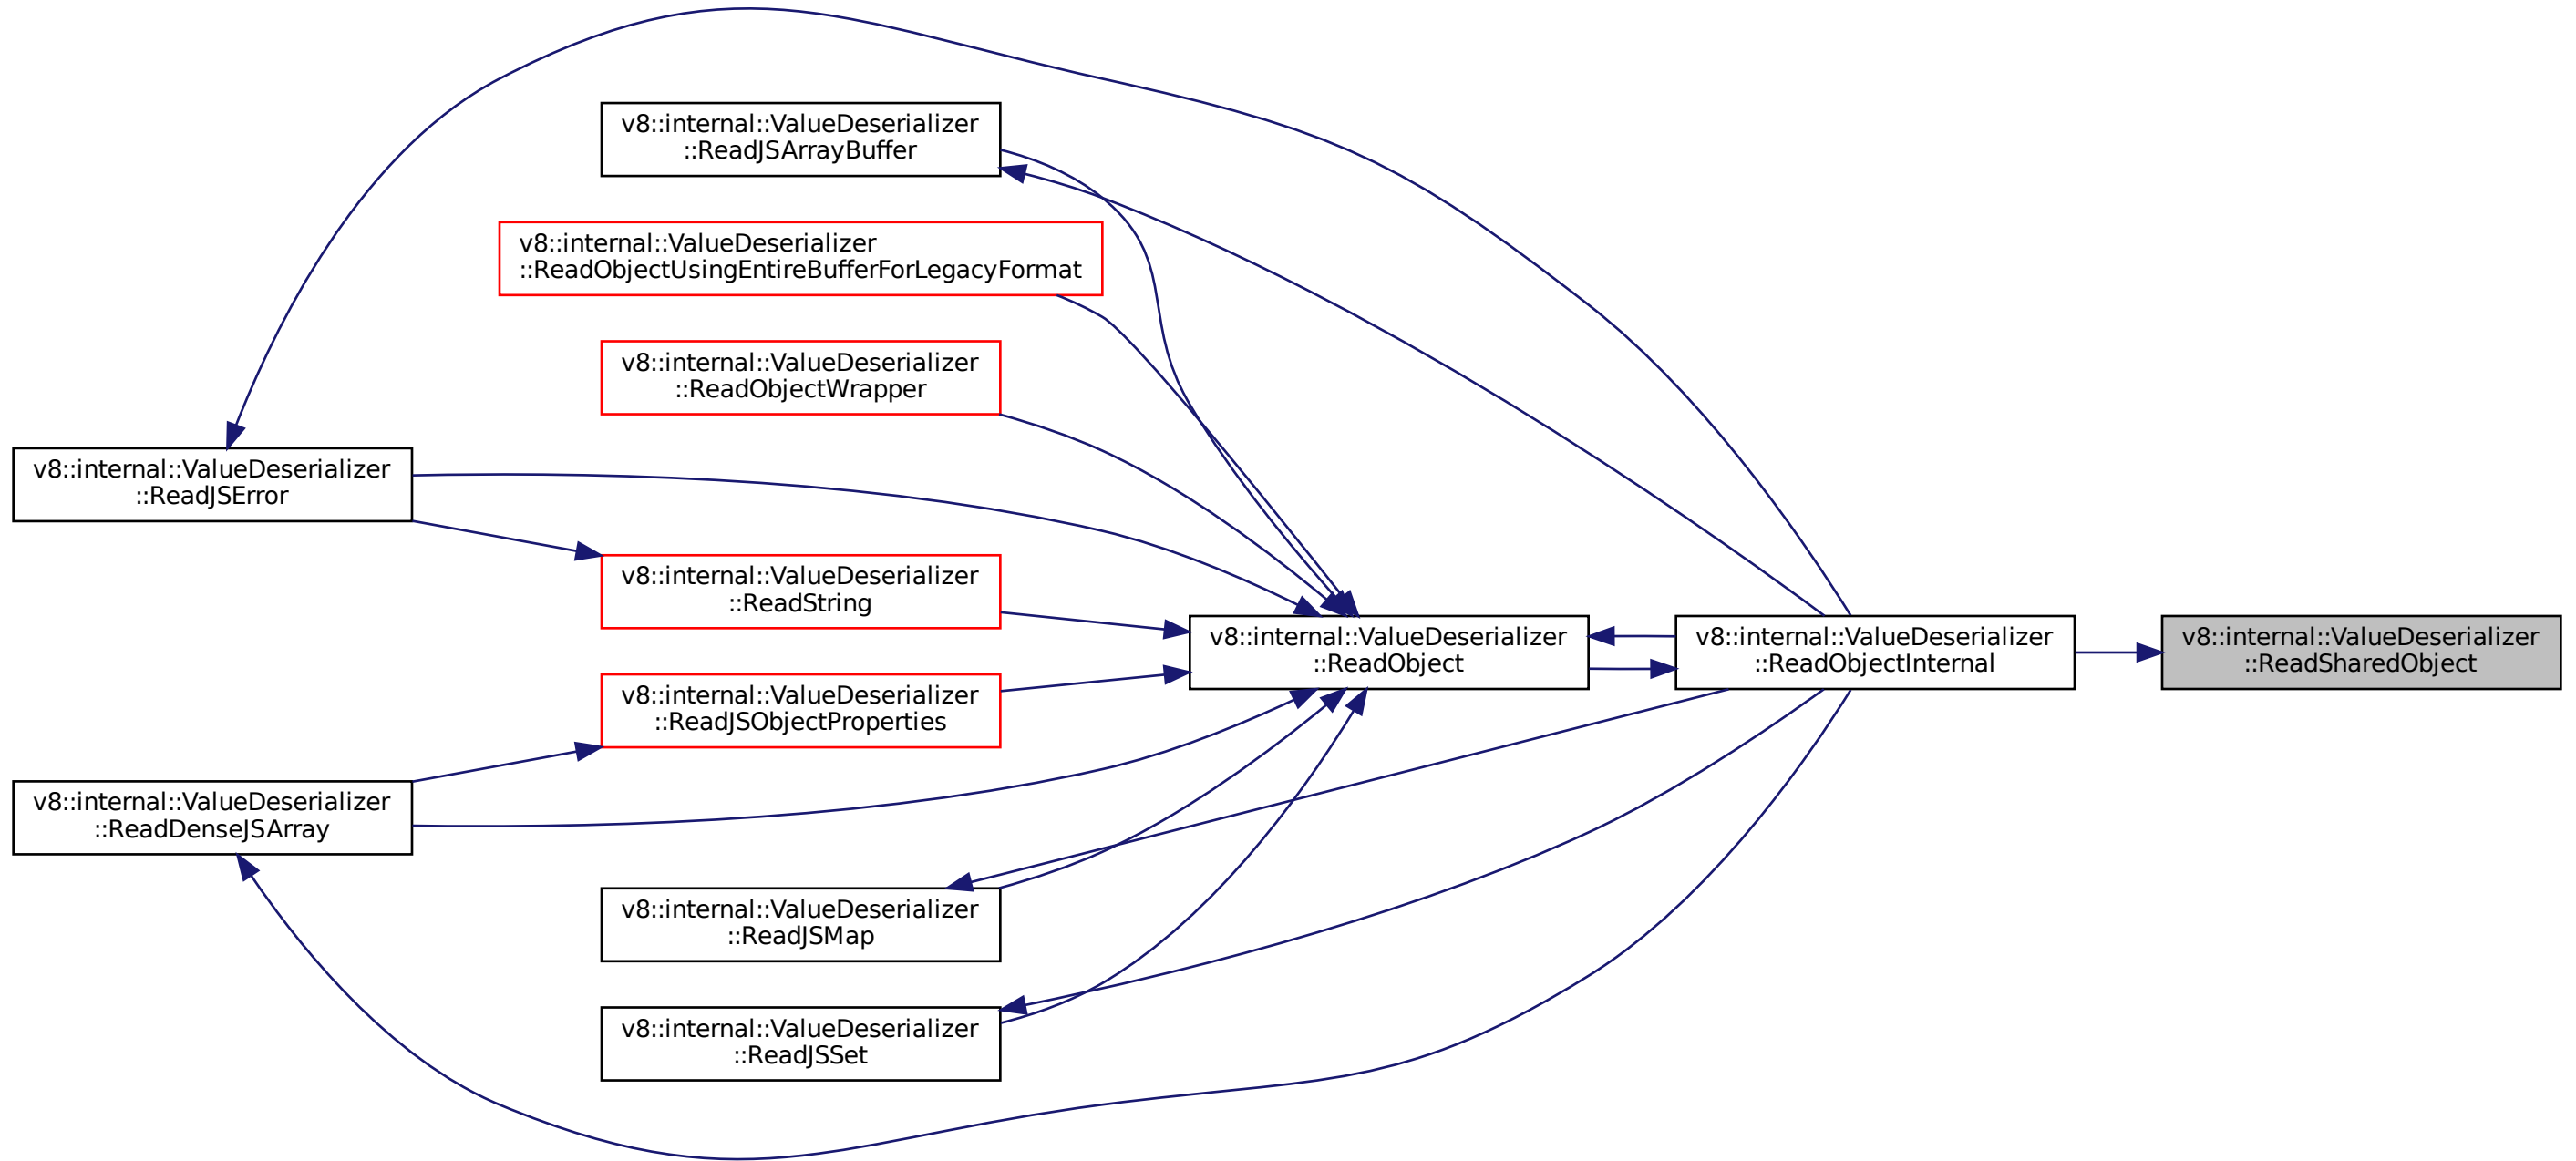 v8::internal::ValueDeserializer
::ReadJSArrayBuffer
v8::internal::ValueDeserializer
::ReadObjectUsingEntireBufferForLegacyFormat
v8::internal::ValueDeserializer
::ReadObjectWrapper
v8::internal::ValueDeserializer
::ReadJSError
v8::internal::ValueDeserializer
::ReadString
v8::internal::ValueDeserializer
::ReadObject
v8::internal::ValueDeserializer
::ReadObjectInternal
v8::internal::ValueDeserializer
::ReadSharedObject
v8::internal::ValueDeserializer
::ReadJSObjectProperties
v8::internal::ValueDeserializer
::ReadDenseJSArray
v8::internal::ValueDeserializer
::ReadJSMap
v8::internal::ValueDeserializer
::ReadJSSet